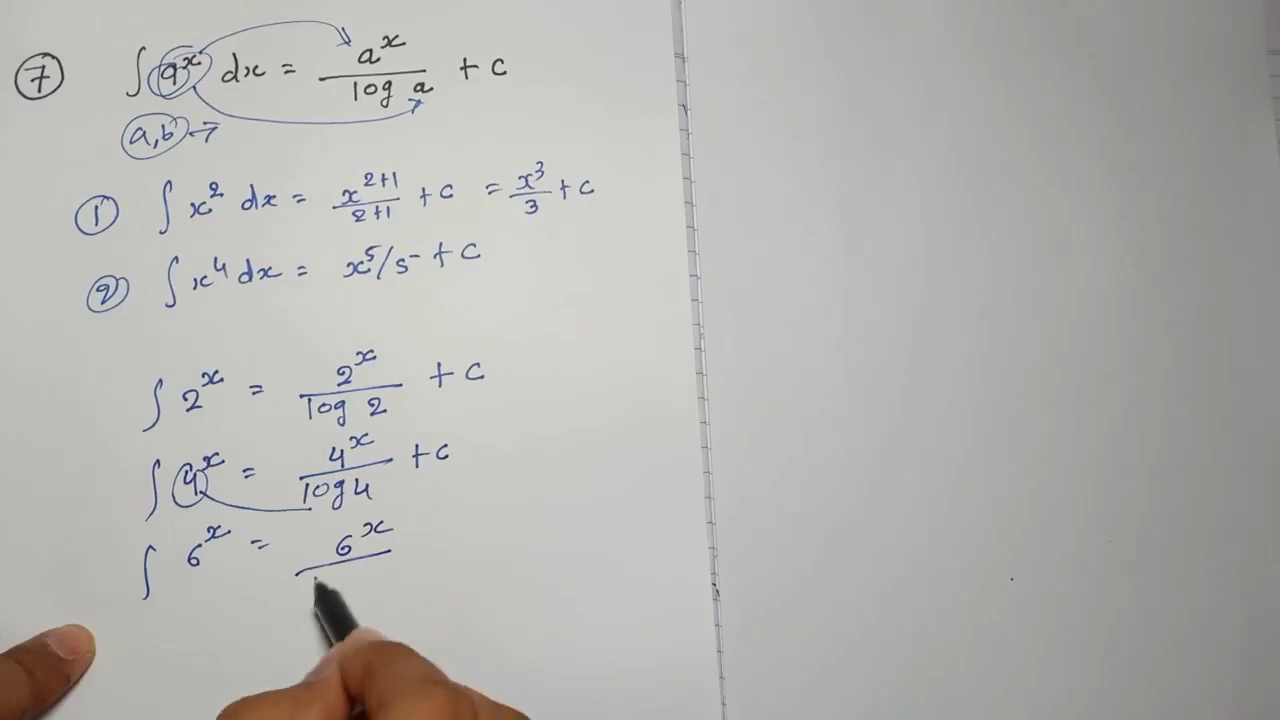 ⑦ ∫ a^x dx = a^x / log a + c
a,b →
① ∫ x^2 dx = x^(2+1) / 2+1 + c = x^3 / 3 + c
② ∫ x^4 dx = x^5/5 + c
∫ 2^x = 2^x / log 2 + c
∫ 4^x = 4^x / log 4 + c
∫ 6^x = 6^x /